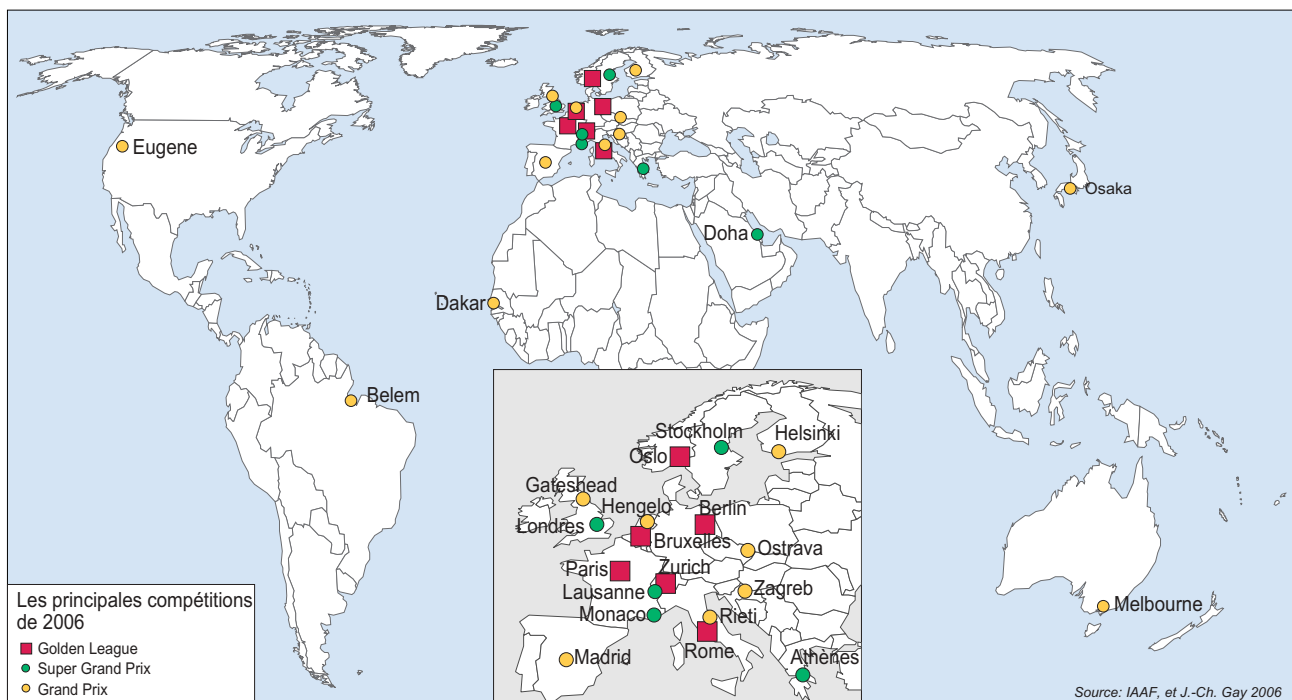 Eugene
Osaka
Doha
Dakar
Belem
Stockholm
Helsinki
Oslo
Gateshead
Hengelo
Berlin
Londres
Bruxelles
Ostrava
Paris
Zurich
Lausanne
Zagreb
Monaco
Rieti
Rome
Madrid
Athènes
Melbourne
Les principales compétitions
de 2006
Golden League
Super Grand Prix
Grand Prix
Source: IAAF, et J.-Ch. Gay 2006